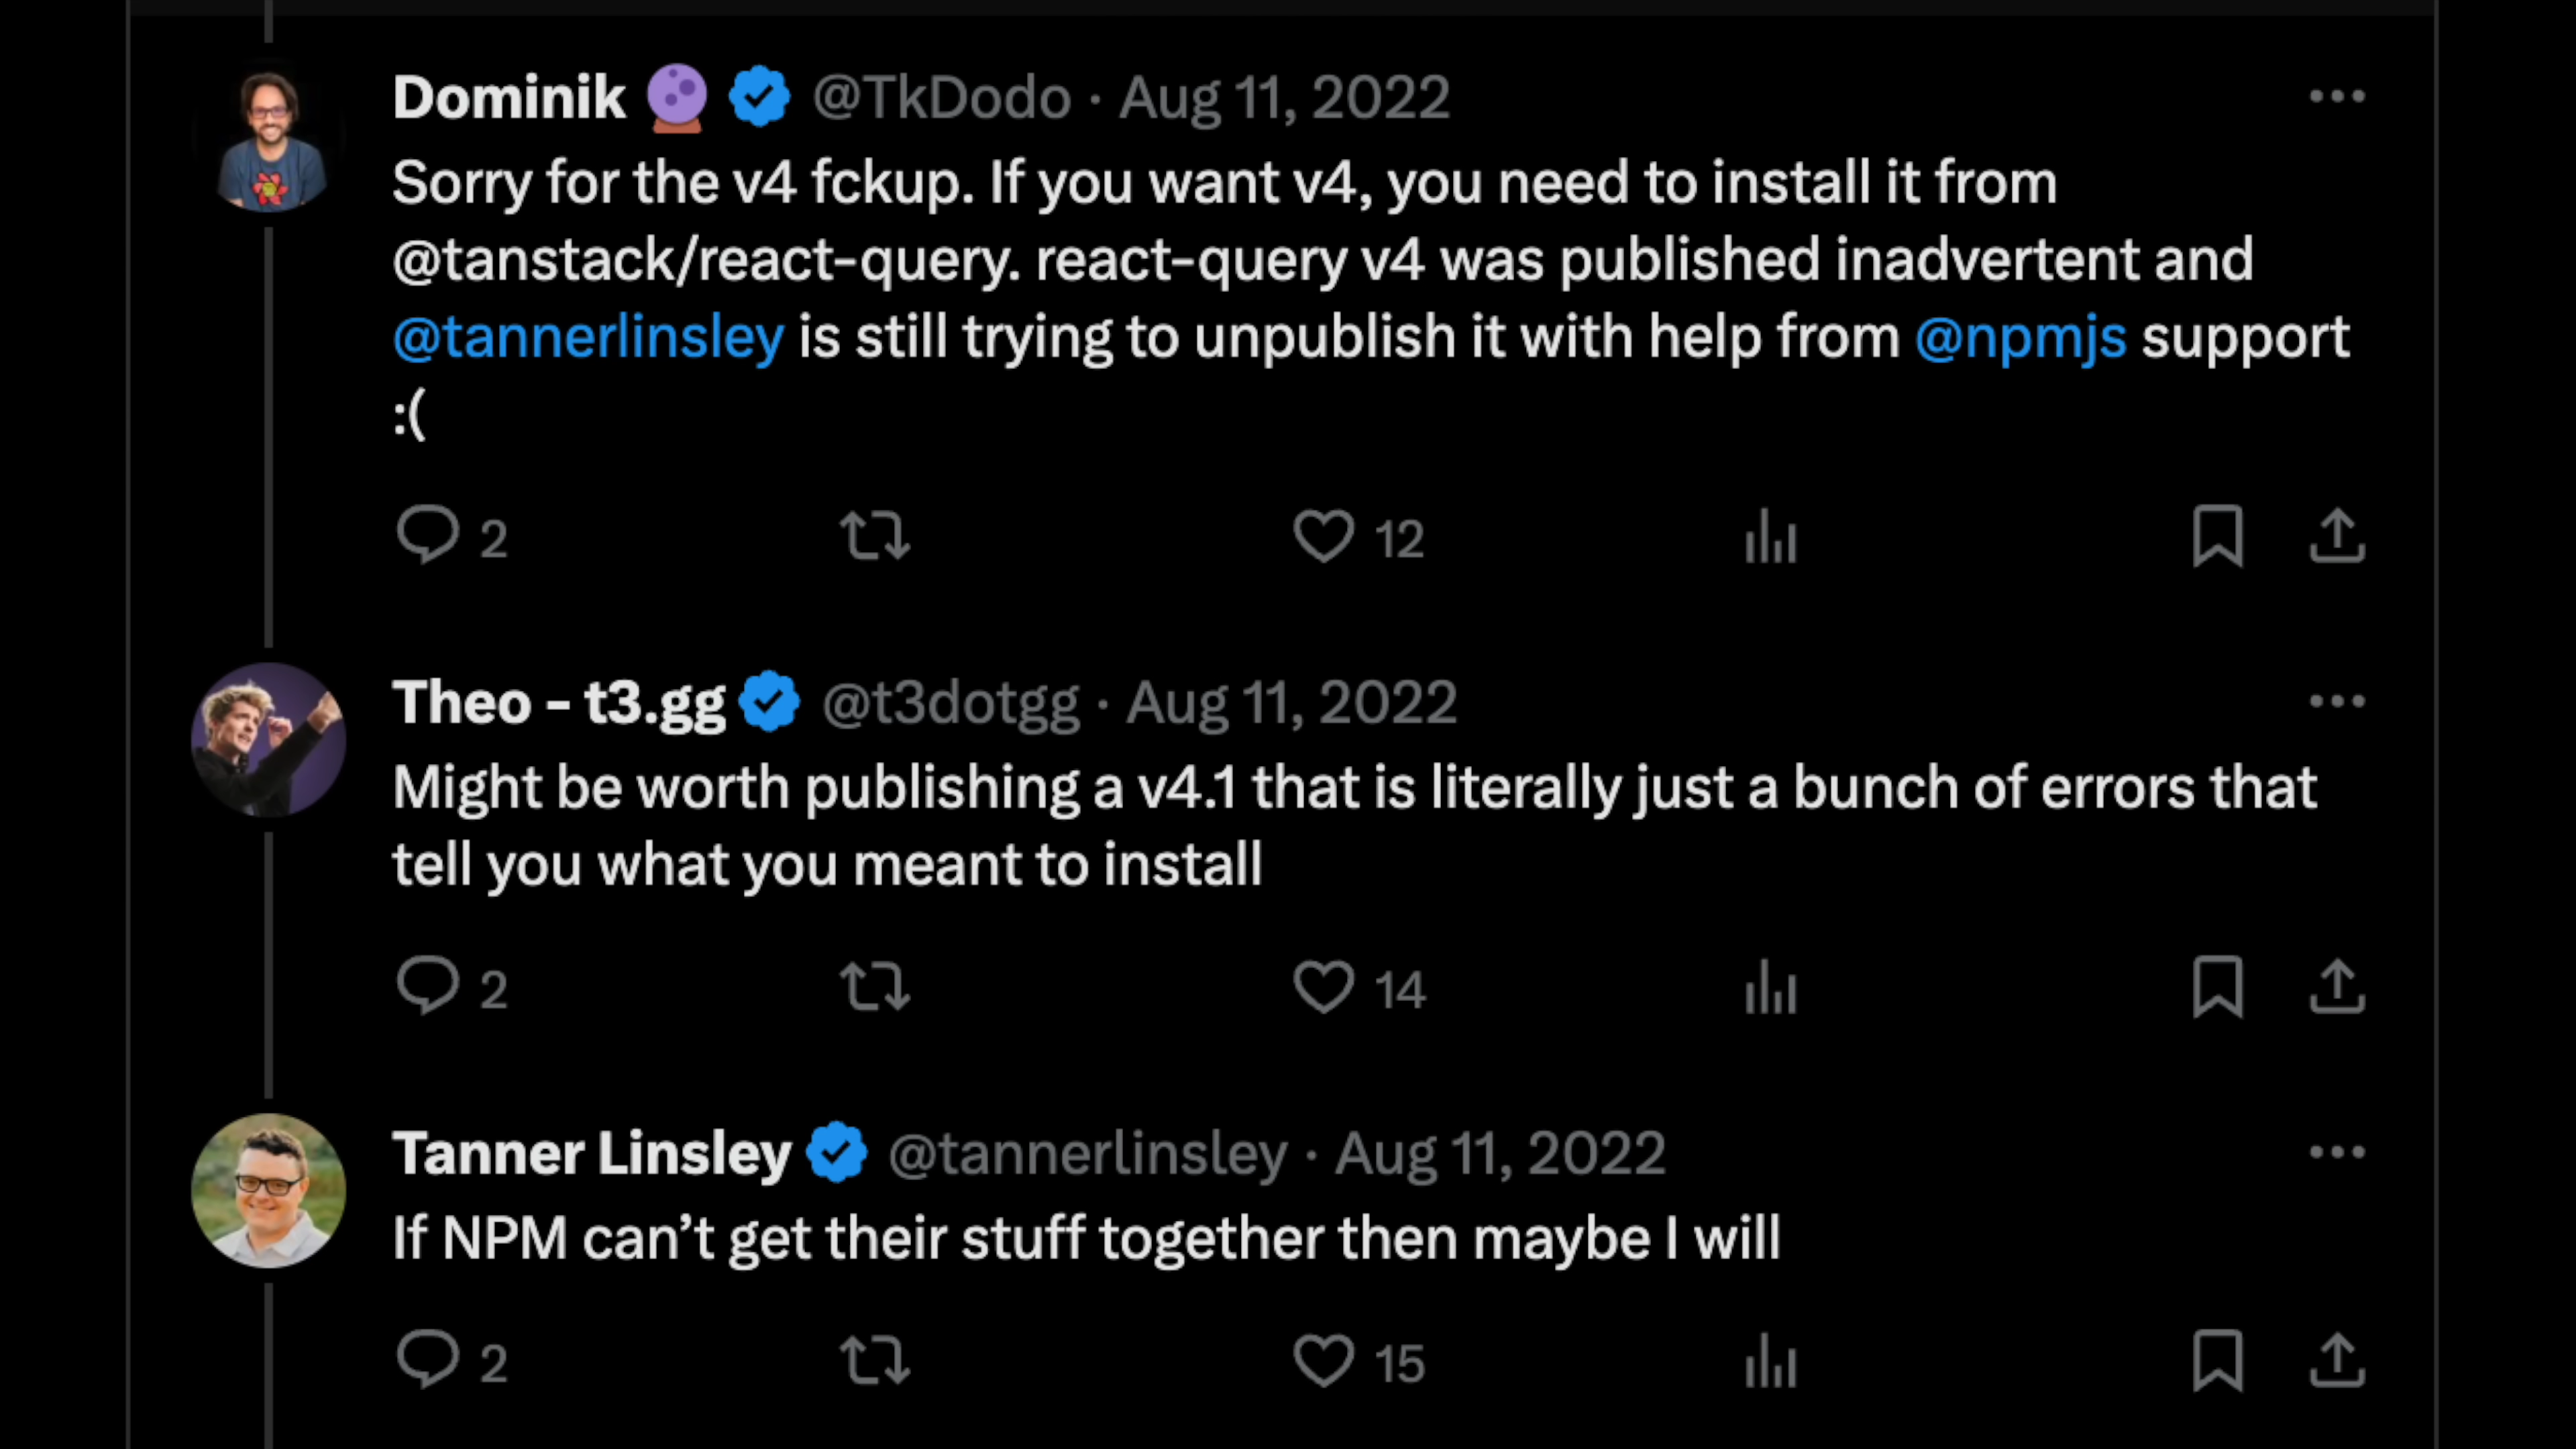 Dominik 🔮 @TkDodo · Aug 11, 2022
Sorry for the v4 fckup. If you want v4, you need to install it from
@tanstack/react-query. react-query v4 was published inadvertent and
@tannerlinsley is still trying to unpublish it with help from @npmjs support
:(
2 12
Theo - t3.gg @t3dotgg · Aug 11, 2022
Might be worth publishing a v4.1 that is literally just a bunch of errors that
tell you what you meant to install
2 14
Tanner Linsley @tannerlinsley · Aug 11, 2022
If NPM can’t get their stuff together then maybe I will
2 15